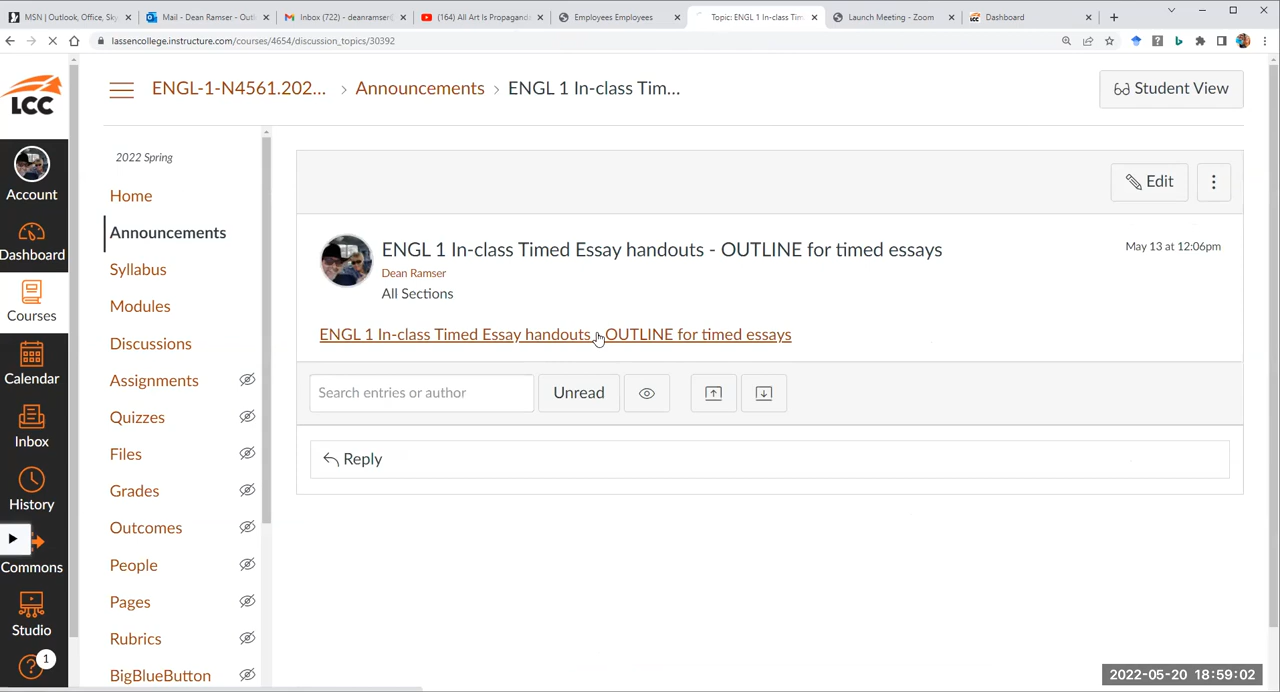 MSN | Outlook, Office, Sky
Mail - Dean Ramser - Outl
Inbox (722) - deanramser@
(164) All Art Is Propagand
Employees Employees
Topic: ENGL 1 In-class Tim
Launch Meeting - Zoom
Dashboard
lassencollege.instructure.com/courses/4654/discussion_topics/30392
LCC
Account
Dashboard
Courses
Calendar
Inbox
History
Commons
Studio
1
ENGL-1-N4561.202... > Announcements > ENGL 1 In-class Tim...
Student View
2022 Spring
Home
Announcements
Syllabus
Modules
Discussions
Assignments
Quizzes
Files
Grades
Outcomes
People
Pages
Rubrics
BigBlueButton
Edit
ENGL 1 In-class Timed Essay handouts - OUTLINE for timed essays
May 13 at 12:06pm
Dean Ramser
All Sections
ENGL 1 In-class Timed Essay handouts - OUTLINE for timed essays
Search entries or author
Unread
Reply
2022-05-20 18:59:02